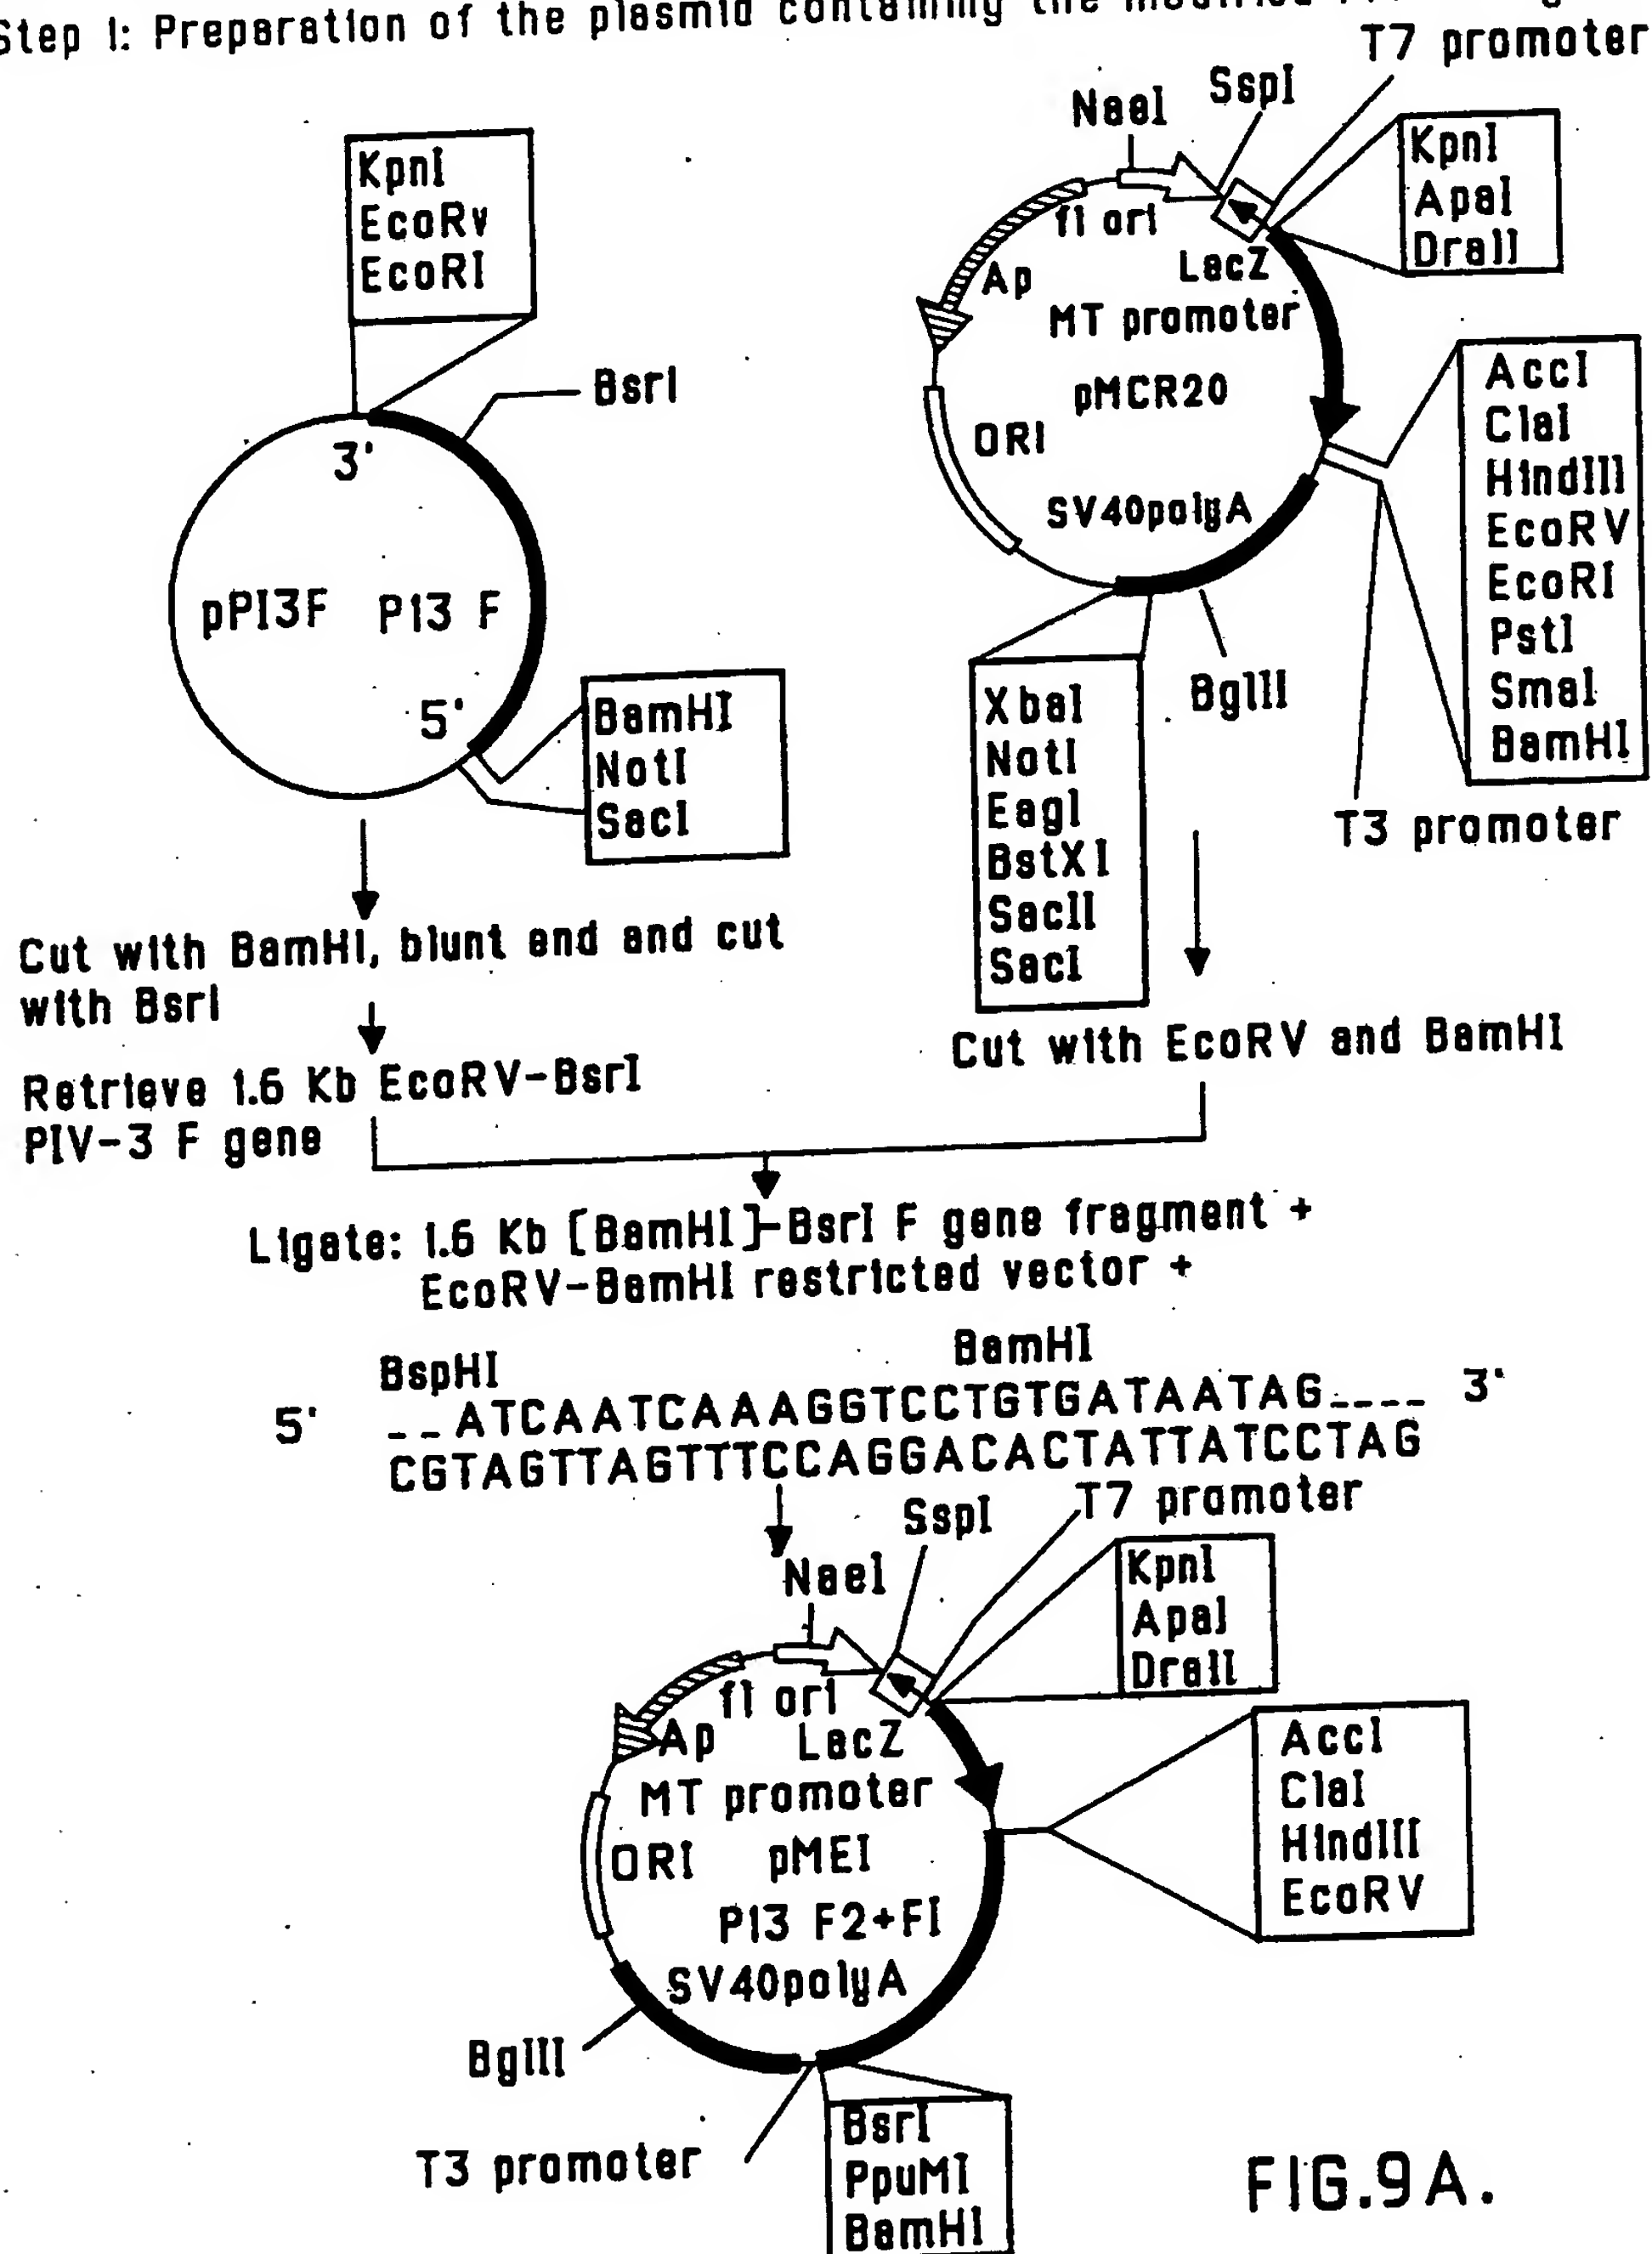 Step 1: Preparation of the plasmid containing the
T7 promoter
NaeI
SspI
KpnI
ApaI
DraII
KpnI
EcoRv
EcoRI
f1 ori
Ap
LacZ
MT promoter
BsrI
pMCR20
ORI
AccI
ClaI
HindIII
EcoRV
EcoRI
PstI
SmaI
BamHI
3'
SV40polyA
pPI3F
PI3 F
5'
BamHI
NotI
SacI
XbaI
NotI
EagI
BstXI
SacII
SacI
BglII
T3 promoter
Cut with BamHI, blunt end and cut
with BsrI
Cut with EcoRV and BamHI
Retrieve 1.6 Kb EcoRV-BsrI
PIV-3 F gene
Ligate: 1.6 Kb [BamHI]-BsrI F gene fragment +
EcoRV-BamHI restricted vector +
BspHI
BamHI
5' _ _ATCAATCAAAGGTCCTGTGATAATAG_ _ _ _ 3'
CGTAGTTAGTTTCCAGGACACTATTATCCTAG
SspI
T7 promoter
NaeI
KpnI
ApaI
DraII
f1 ori
Ap
LacZ
MT promoter
AccI
ClaI
HindIII
EcoRV
ORI
pMEI
PI3 F2+FI
SV40polyA
BglII
T3 promoter
BsrI
PpuMI
BamHI
FIG.9A.